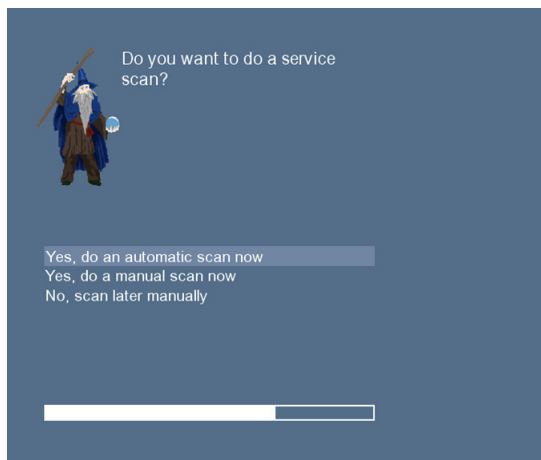 Do you want to do a service
scan?
Yes, do an automatic scan now
Yes, do a manual scan now
No, scan later manually